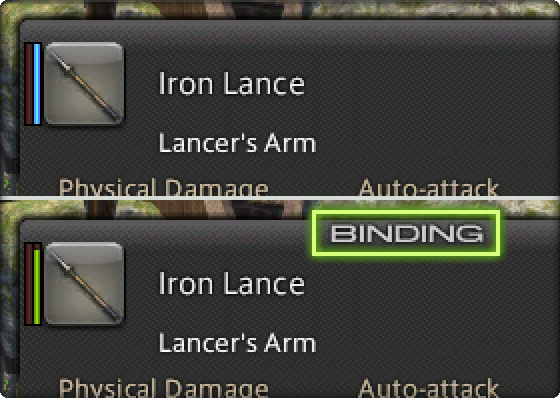 Iron Lance
Lancer's Arm
Physical Damage Auto-attack
BINDING
Iron Lance
Lancer's Arm
Physical Damage Auto-attack